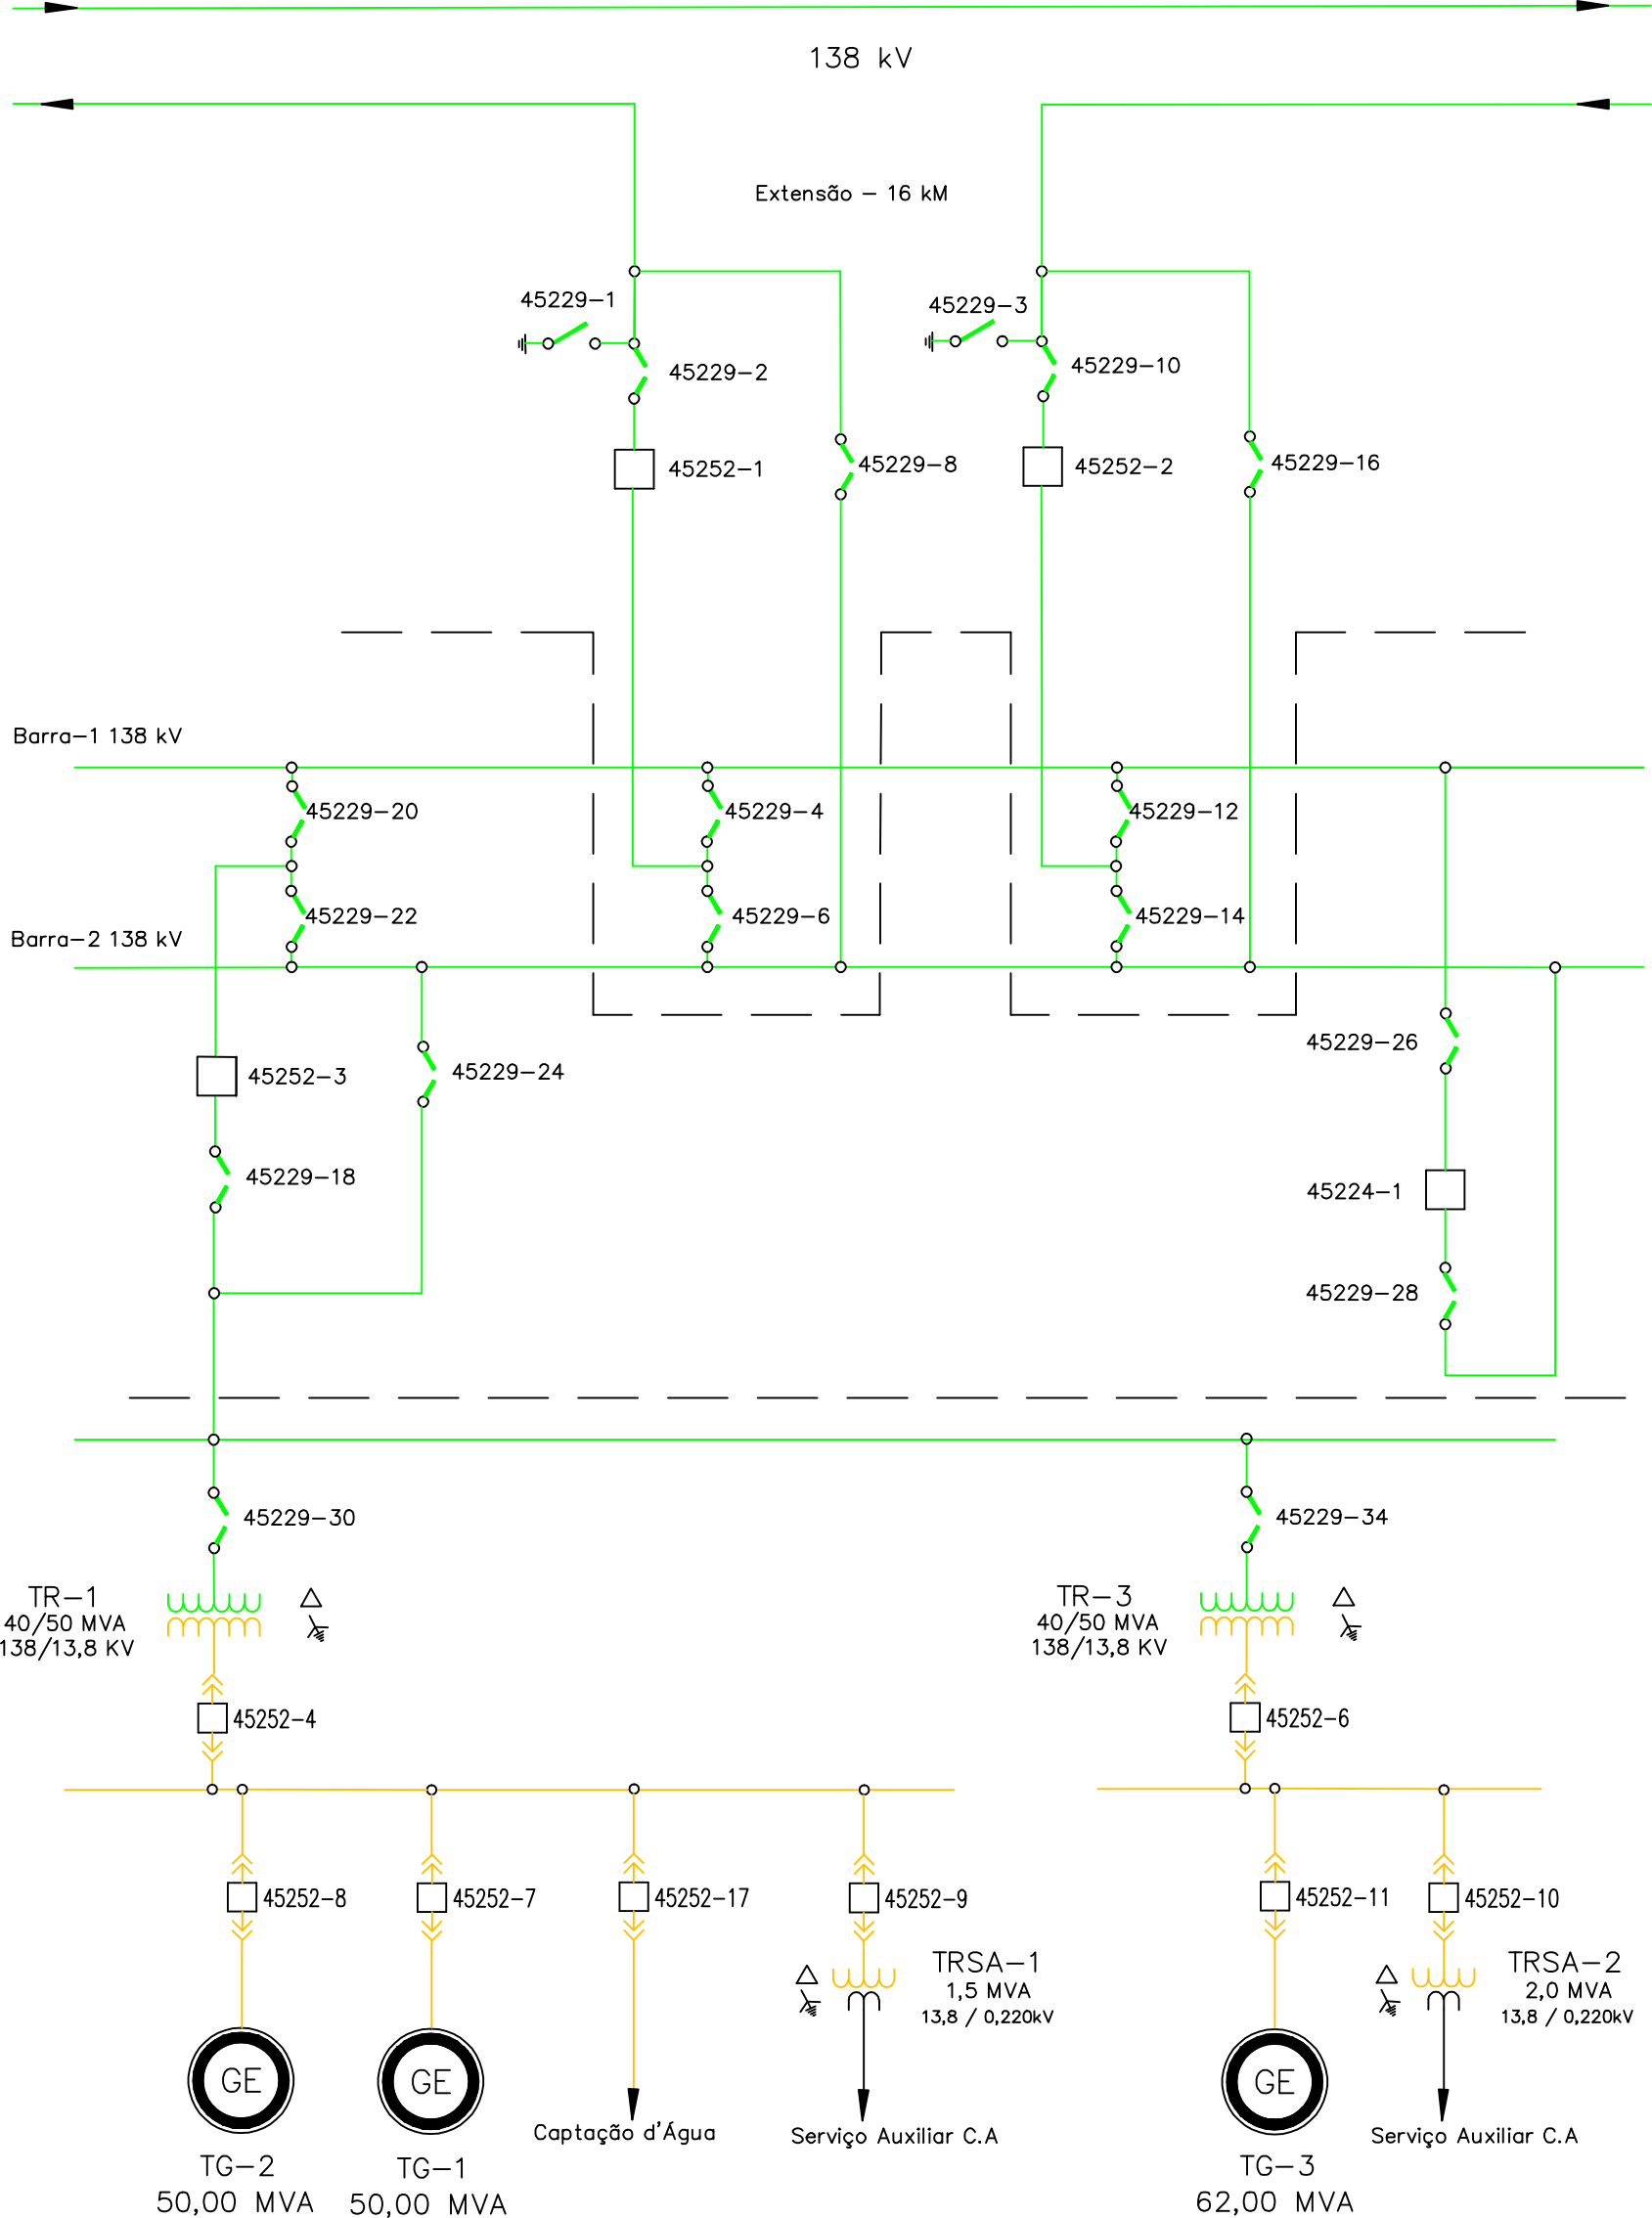 138 kV
Extensão - 16 kM
45229-1
45229-3
45229-2
45229-10
45252-1
45229-8
45252-2
45229-16
Barra-1 138 kV
45229-20
45229-4
45229-12
45229-22
45229-6
45229-14
Barra-2 138 kV
45229-26
45252-3
45229-24
45229-18
45224-1
45229-28
45229-30
45229-34
TR-1
40/50 MVA
138/13,8 KV
TR-3
40/50 MVA
138/13,8 KV
45252-4
45252-6
45252-8
45252-7
45252-17
45252-9
45252-11
45252-10
TRSA-1
1,5 MVA
13,8 / 0,220kV
TRSA-2
2,0 MVA
13,8 / 0,220kV
GE
GE
GE
Captação d'Água
Serviço Auxiliar C.A
Serviço Auxiliar C.A
TG-2
50,00 MVA
TG-1
50,00 MVA
TG-3
62,00 MVA